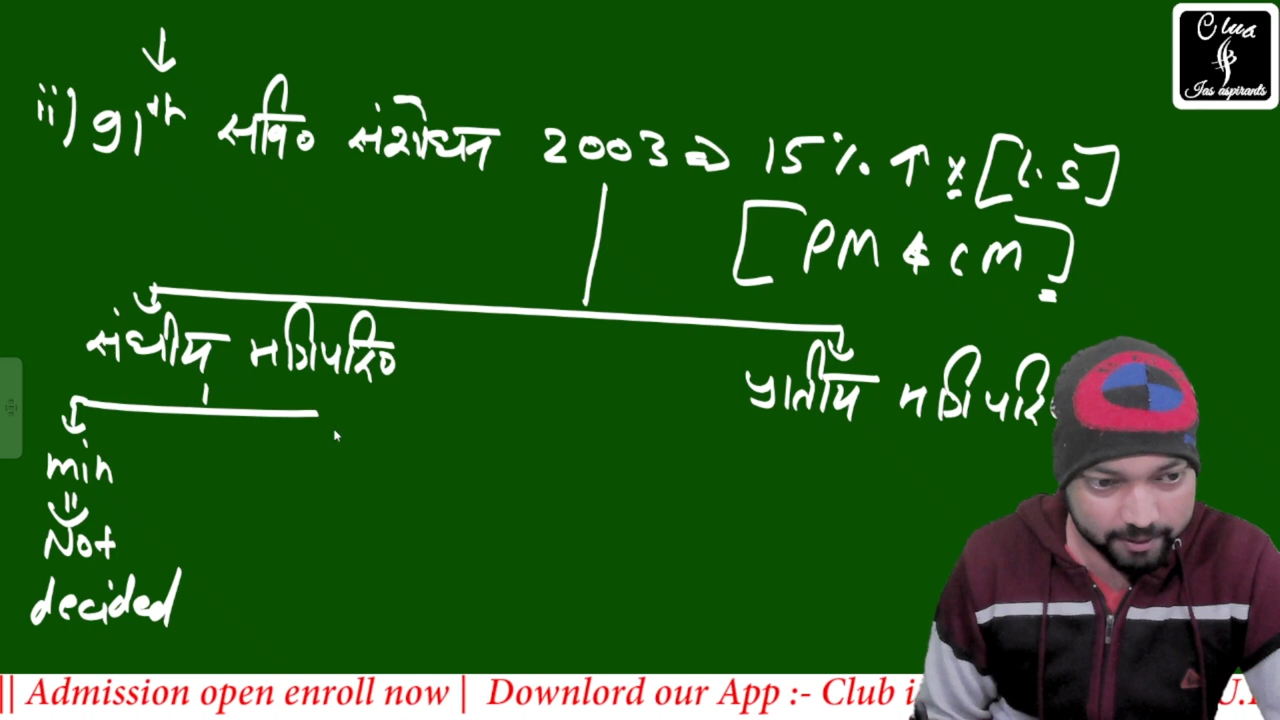 Clua
Ias aspirants
ii) 91th संवि० संशोधन 2003 ⇒ 15% ↑ x [L.S]
[PM & CM]
संघीय मंत्रिपरि०
प्रांतीय मंत्रिपरि
min
Not
decided
|| Admission open enroll now | Downlord our App :- Club i
U.